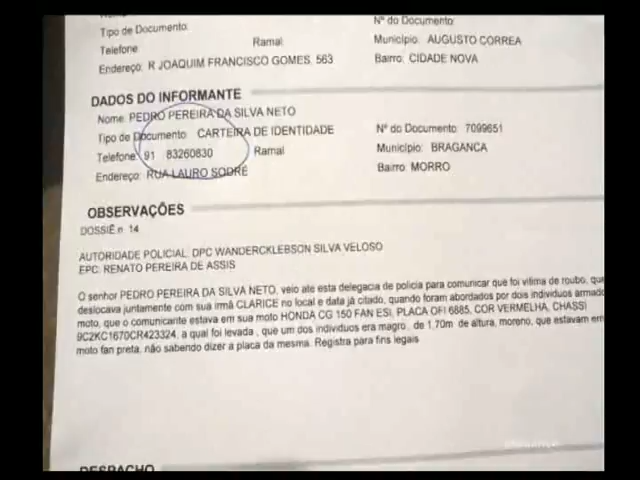 Tipo de Documento
Telefone: Ramal
Endereço: R JOAQUIM FRANCISCO GOMES, 563
Nº do Documento:
Município: AUGUSTO CORREA
Bairro: CIDADE NOVA
DADOS DO INFORMANTE
Nome: PEDRO PEREIRA DA SILVA NETO
Tipo de Documento CARTEIRA DE IDENTIDADE Nº do Documento: 7099651
Telefone: 91 83260830 Ramal Município: BRAGANCA
Endereço: RUA LAURO SODRÉ Bairro: MORRO
OBSERVAÇÕES
DOSSIÊ n 14
AUTORIDADE POLICIAL: DPC WANDERCKLEBSON SILVA VELOSO
EPC: RENATO PEREIRA DE ASSIS
O senhor PEDRO PEREIRA DA SILVA NETO, veio ate esta delegacia de policia para comunicar que foi vitima de roubo, que
deslocava juntamente com sua irmã CLARICE no local e data já citado, quando foram abordados por dois individuos armado
moto, que o comunicante estava em sua moto HONDA CG 150 FAN ESI, PLACA OFI 6885, COR VERMELHA, CHASSI
9C2KC1670CR423324, a qual foi levada , que um dos individuos era magro, de 1,70m de altura, moreno, que estavam em
moto fan preta, não sabendo dizer a placa da mesma. Registra para fins legais
DESPACHO